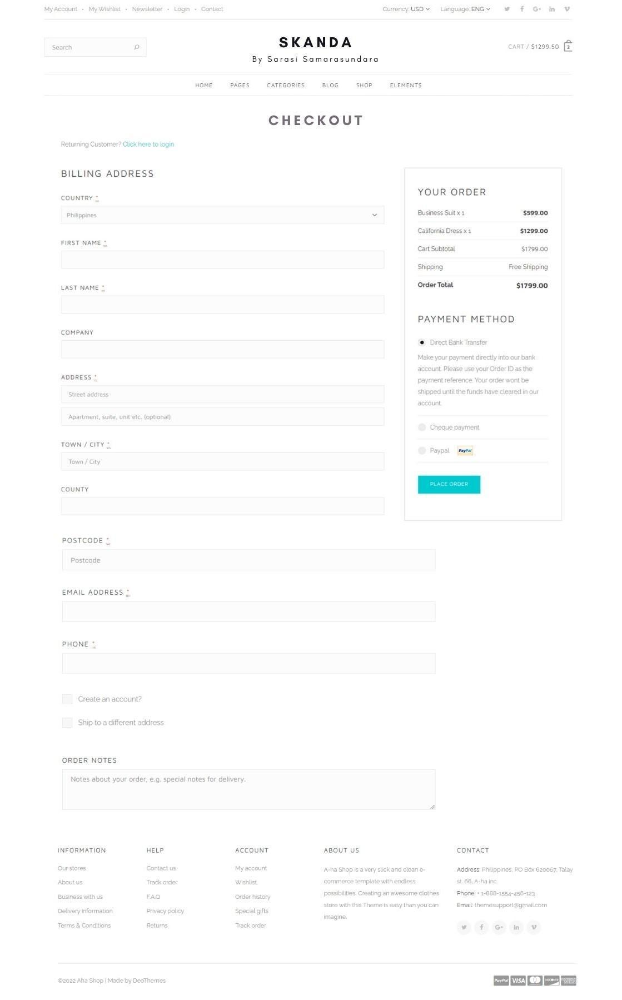 My Account • My Wishlist • Newsletter • Login • Contact
Currency: USD Language: ENG
Search
SKANDA
By Sarasi Samarasundara
CART / $1299.50 2
HOME PAGES CATEGORIES BLOG SHOP ELEMENTS
CHECKOUT
Returning Customer? Click here to login
BILLING ADDRESS
COUNTRY *
Philippines
FIRST NAME *
LAST NAME *
COMPANY
ADDRESS *
Street address
Apartment, suite, unit etc. (optional)
TOWN / CITY *
Town / City
COUNTY
POSTCODE *
Postcode
EMAIL ADDRESS *
PHONE *
Create an account?
Ship to a different address
ORDER NOTES
Notes about your order, e.g. special notes for delivery.
YOUR ORDER
Business Suit x 1 $599.00
California Dress x 1 $1299.00
Cart Subtotal $1799.00
Shipping Free Shipping
Order Total $1799.00
PAYMENT METHOD
Direct Bank Transfer
Make your payment directly into our bank
account. Please use your Order ID as the
payment reference. Your order wont be
shipped until the funds have cleared in our
account.
Cheque payment
Paypal PayPal
PLACE ORDER
INFORMATION
Our stores
About us
Business with us
Delivery information
Terms & Conditions
HELP
Contact us
Track order
F.A.Q
Privacy policy
Returns
ACCOUNT
My account
Wishlist
Order history
Special gifts
Track order
ABOUT US
A-ha Shop is a very slick and clean e-
commerce template with endless
possibilities. Creating an awesome clothes
store with this Theme is easy than you can
imagine.
CONTACT
Address: Philippines, PO Box 620067, Talay
st. 66, A-ha inc.
Phone: + 1-888-1554-456-123
Email: themesupport@gmail.com
©2022 Aha Shop | Made by DeoThemes
PayPal VISA DISCOVER